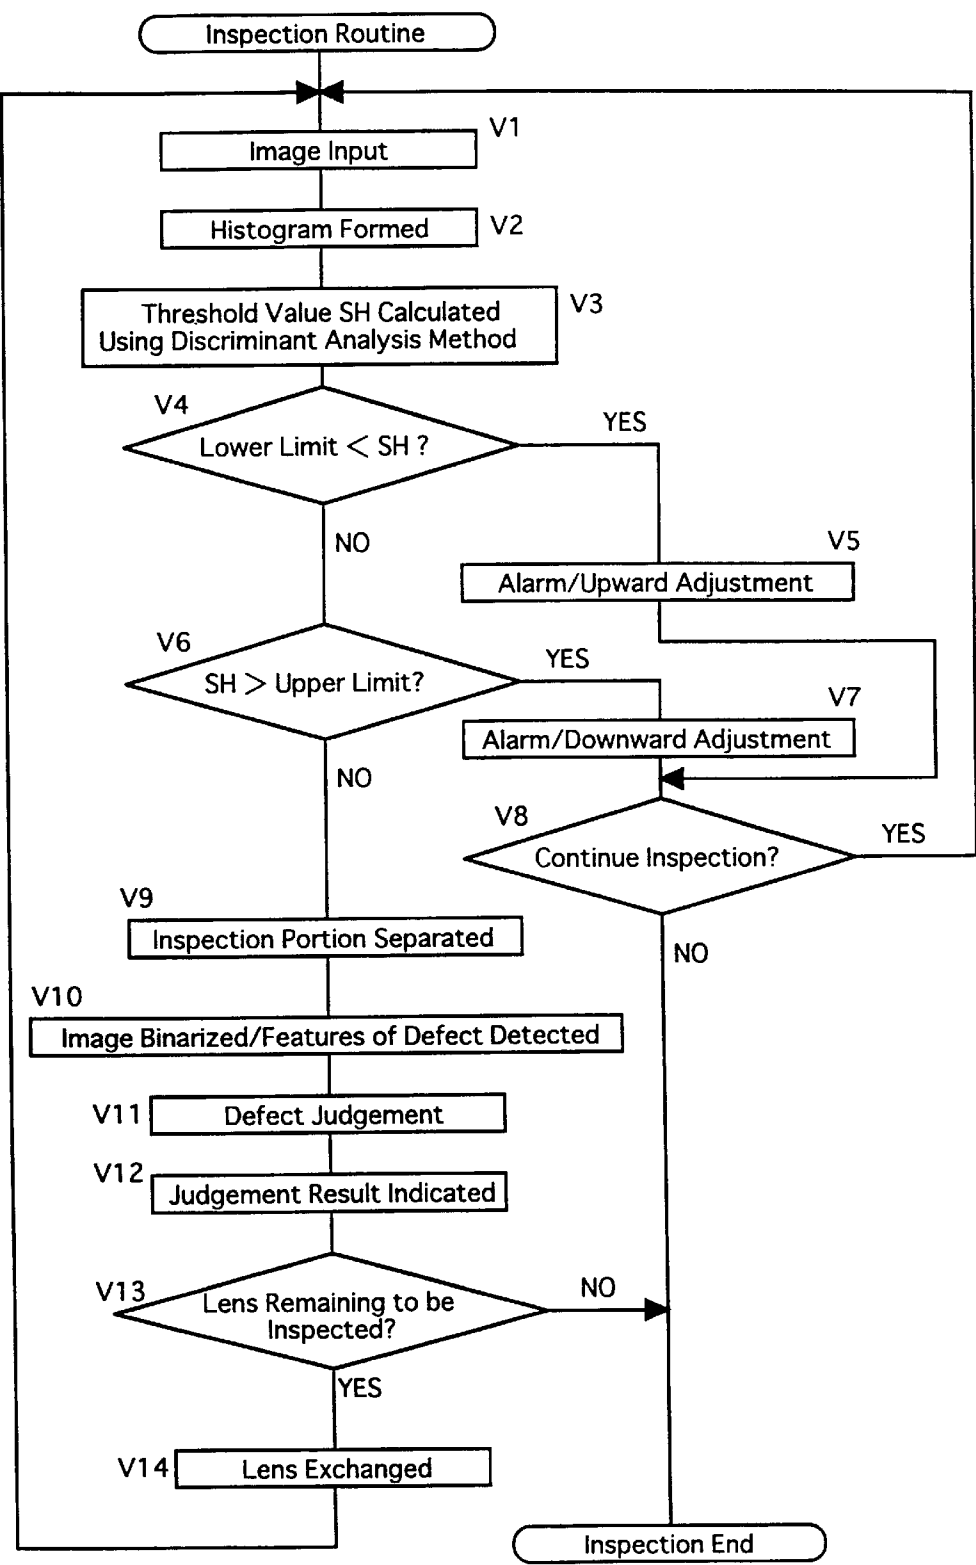 Inspection Routine
V1
Image Input
Histogram Formed
V2
Threshold Value SH Calculated
Using Discriminant Analysis Method
V3
V4
Lower Limit < SH ?
YES
NO
V5
Alarm/Upward Adjustment
V6
SH > Upper Limit?
YES
V7
Alarm/Downward Adjustment
NO
V8
Continue Inspection?
YES
V9
Inspection Portion Separated
NO
V10
Image Binarized/Features of Defect Detected
V11
Defect Judgement
V12
Judgement Result Indicated
V13
Lens Remaining to be
Inspected?
NO
YES
V14
Lens Exchanged
Inspection End